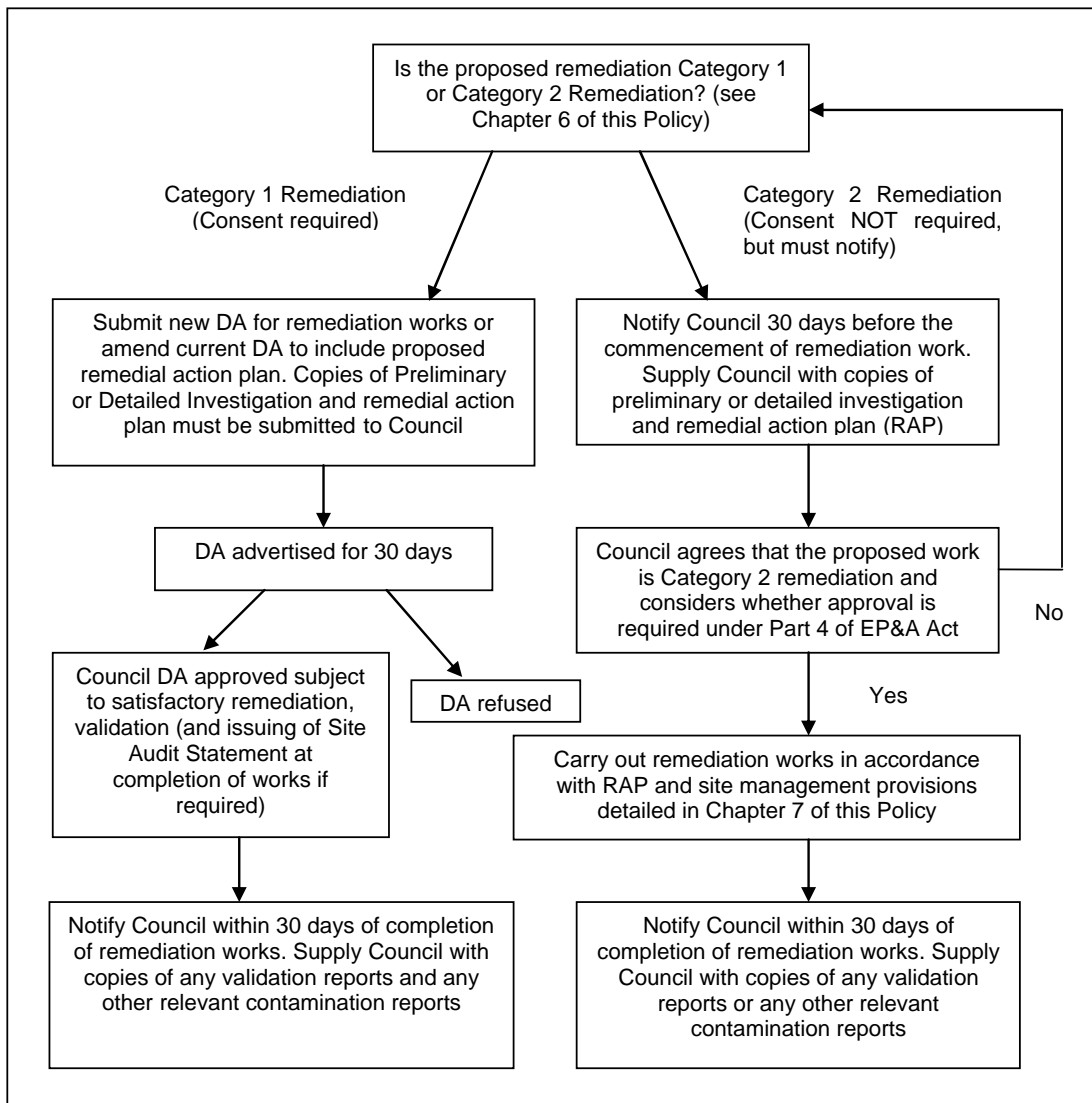 Is the proposed remediation Category 1
or Category 2 Remediation? (see
Chapter 6 of this Policy)
Category 1 Remediation
(Consent required)
Category 2 Remediation
(Consent NOT required,
but must notify)
Submit new DA for remediation works or
amend current DA to include proposed
remedial action plan. Copies of Preliminary
or Detailed Investigation and remedial action
plan must be submitted to Council
Notify Council 30 days before the
commencement of remediation work.
Supply Council with copies of
preliminary or detailed investigation
and remedial action plan (RAP)
DA advertised for 30 days
Council agrees that the proposed work
is Category 2 remediation and
considers whether approval is
required under Part 4 of EP&A Act
No
Yes
Council DA approved subject
to satisfactory remediation,
validation (and issuing of Site
Audit Statement at
completion of works if
required)
DA refused
Carry out remediation works in accordance
with RAP and site management provisions
detailed in Chapter 7 of this Policy
Notify Council within 30 days of completion
of remediation works. Supply Council with
copies of any validation reports and any
other relevant contamination reports
Notify Council within 30 days of
completion of remediation works. Supply
Council with copies of any validation
reports or any other relevant
contamination reports